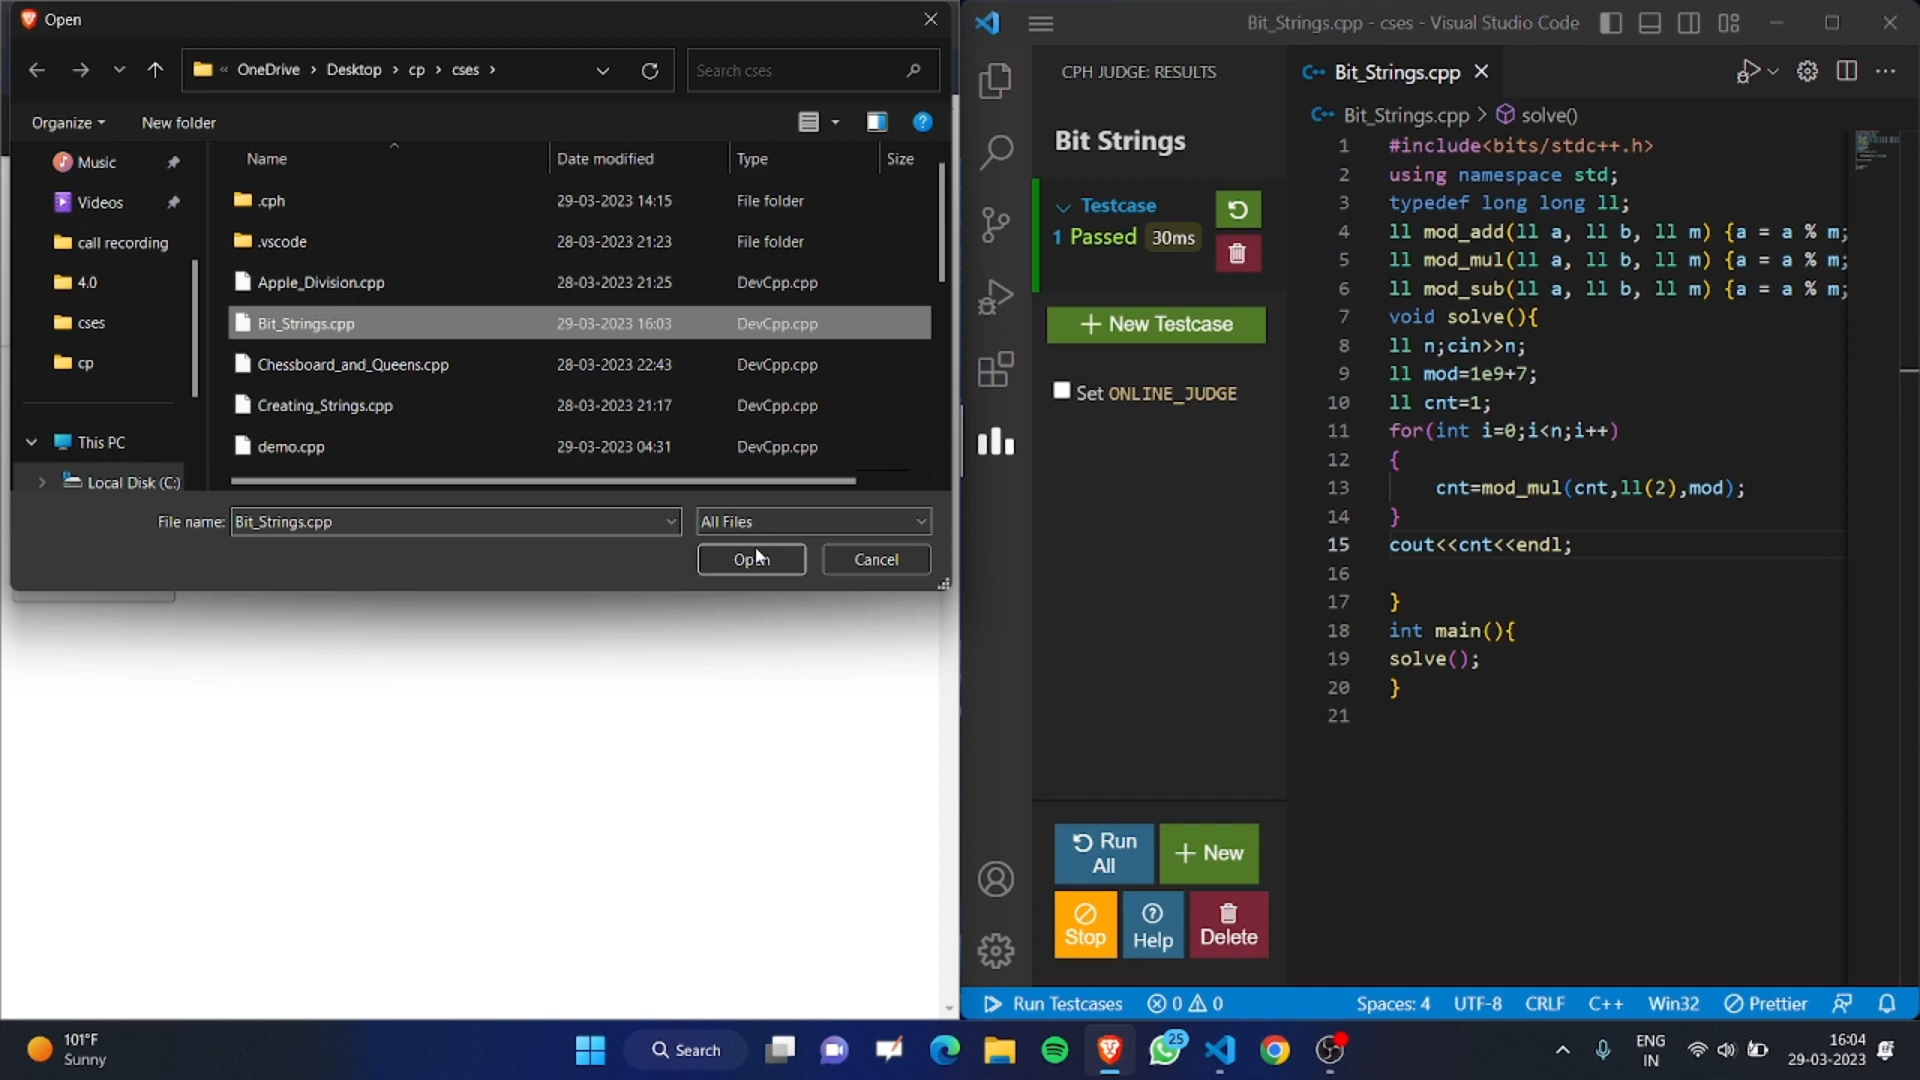 Open
« OneDrive › Desktop › cp › cses ›
Search cses
Organize
New folder
Name
Date modified
Type
Size
Music
Videos
call recording
4.0
cses
cp
This PC
Local Disk (C:)
.cph 29-03-2023 14:15 File folder
.vscode 28-03-2023 21:23 File folder
Apple_Division.cpp 28-03-2023 21:25 DevCpp.cpp
Bit_Strings.cpp 29-03-2023 16:03 DevCpp.cpp
Chessboard_and_Queens.cpp 28-03-2023 22:43 DevCpp.cpp
Creating_Strings.cpp 28-03-2023 21:17 DevCpp.cpp
demo.cpp 29-03-2023 04:31 DevCpp.cpp
File name: Bit_Strings.cpp
All Files
Open
Cancel
Bit_Strings.cpp - cses - Visual Studio Code
CPH JUDGE: RESULTS
Bit Strings
Testcase
1 Passed 30ms
+ New Testcase
Set ONLINE_JUDGE
Run All
+ New
Stop
Help
Delete
Bit_Strings.cpp
Bit_Strings.cpp > solve()
1 #include<bits/stdc++.h>
2 using namespace std;
3 typedef long long ll;
4 ll mod_add(ll a, ll b, ll m) {a = a % m;
5 ll mod_mul(ll a, ll b, ll m) {a = a % m;
6 ll mod_sub(ll a, ll b, ll m) {a = a % m;
7 void solve(){
8 ll n;cin>>n;
9 ll mod=1e9+7;
10 ll cnt=1;
11 for(int i=0;i<n;i++)
12 {
13 cnt=mod_mul(cnt,ll(2),mod);
14 }
15 cout<<cnt<<endl;
16
17 }
18 int main(){
19 solve();
20 }
21
Run Testcases 0 0
Spaces: 4 UTF-8 CRLF C++ Win32 Prettier
101°F
Sunny
Search
25
ENG
IN
16:04
29-03-2023